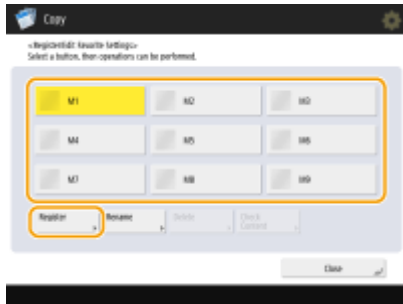 Copy
<Register/Edit Favorite Settings>
Select a button, then operations can be performed.
M1 M2 M3
M4 M5 M6
M7 M8 M9
Register Rename Delete Check Content
Close